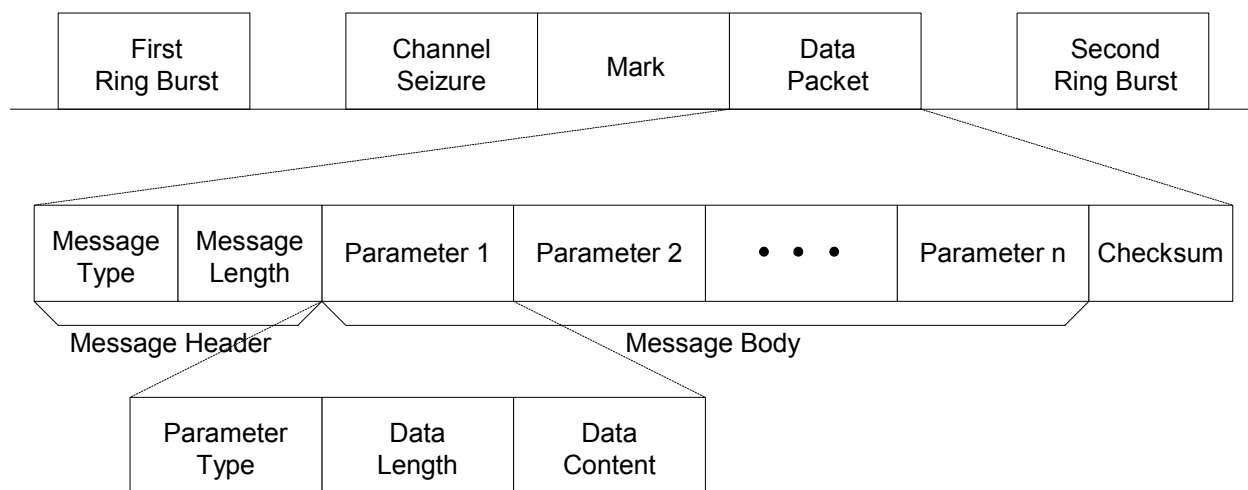 First
Ring Burst
Channel
Seizure
Mark
Data
Packet
Second
Ring Burst
Message
Type
Message
Length
Parameter 1
Parameter 2
• • •
Parameter n
Checksum
Message Header
Message Body
Parameter
Type
Data
Length
Data
Content